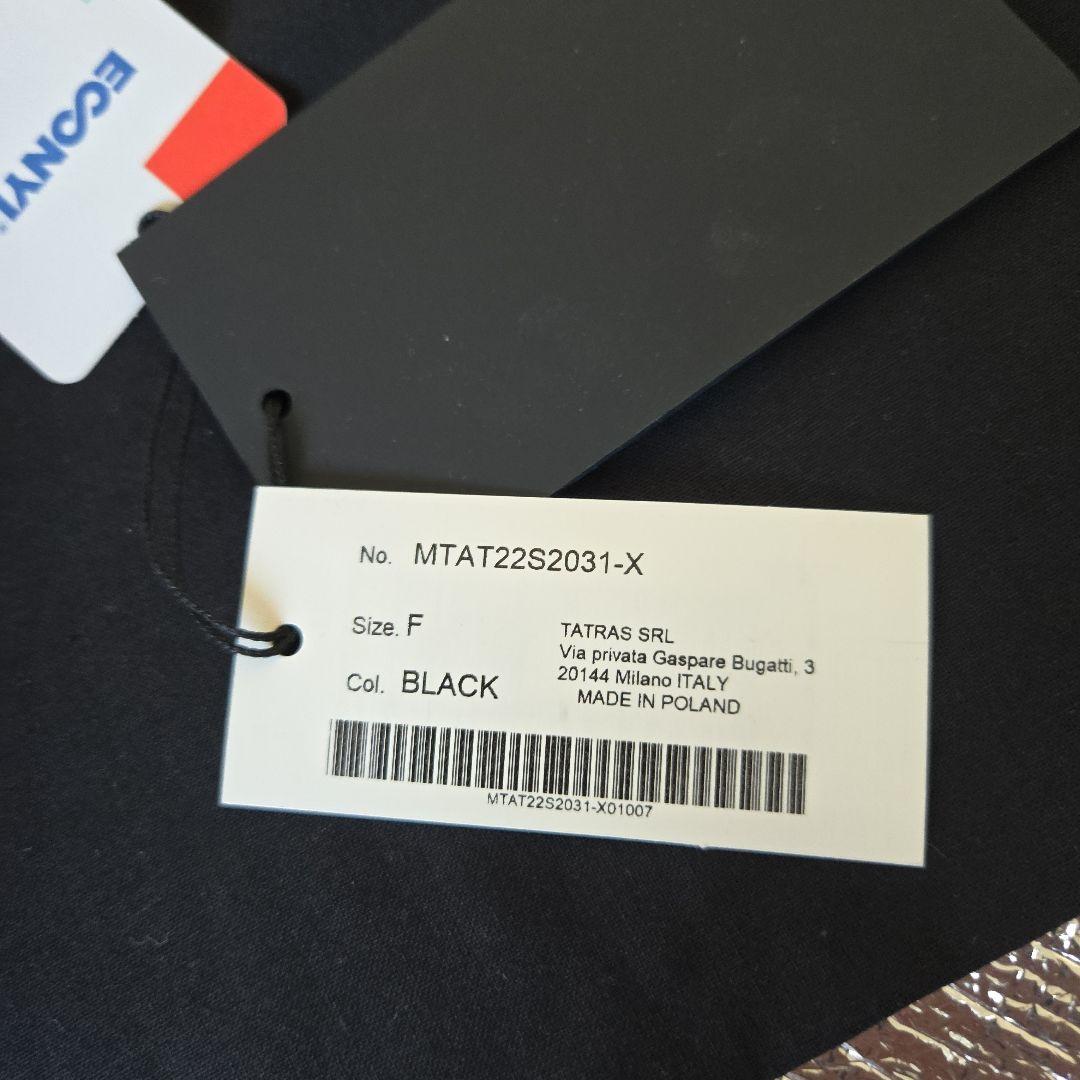 ECONYL
No. MTAT22S2031-X
Size. F
Col. BLACK
TATRAS SRL
Via privata Gaspare Bugatti, 3
20144 Milano ITALY
MADE IN POLAND
MTAT22S2031-X01007